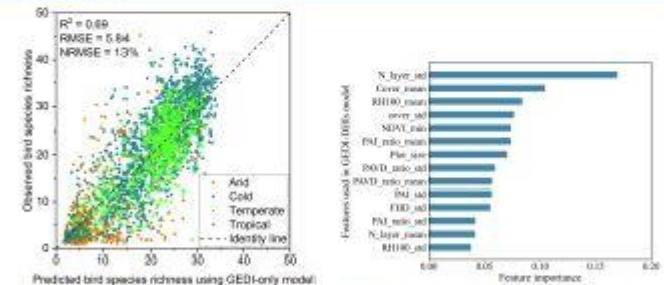 R² = 0.69
RMSE = 5.84
NRMSE = 13%
Observed bird species richness
50
40
30
20
10
0
Arid
Cold
Temperate
Tropical
Identity line
0 10 20 30 40 50
Predicted bird species richness using GEDI-only model
Features used in GEDI-DHIs model
N_layer_std
Cover_mean
RH100_mean
cover_std
NDVI_min
PAI_ratio_mean
Plot_size
PAVD_ratio_std
PAVD_ratio_mean
PAI_std
FHD_std
PAI_ratio_std
N_layer_mean
RH100_std
0.00 0.05 0.10 0.15 0.20
Feature importance